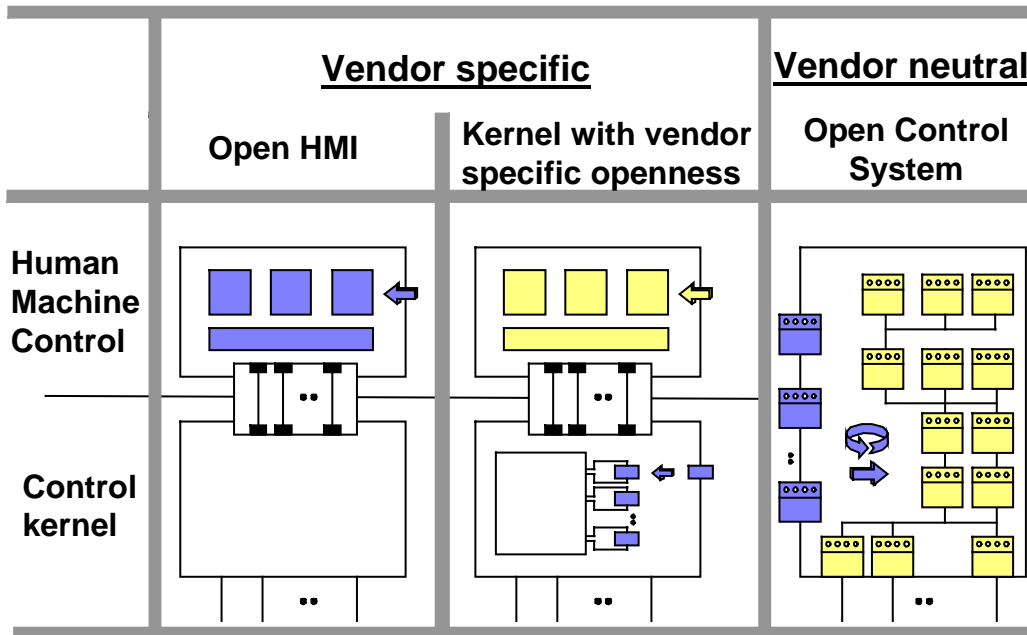 Vendor specific
Vendor neutral
Open HMI
Kernel with vendor
specific openness
Open Control
System
Human
Machine
Control
Control
kernel